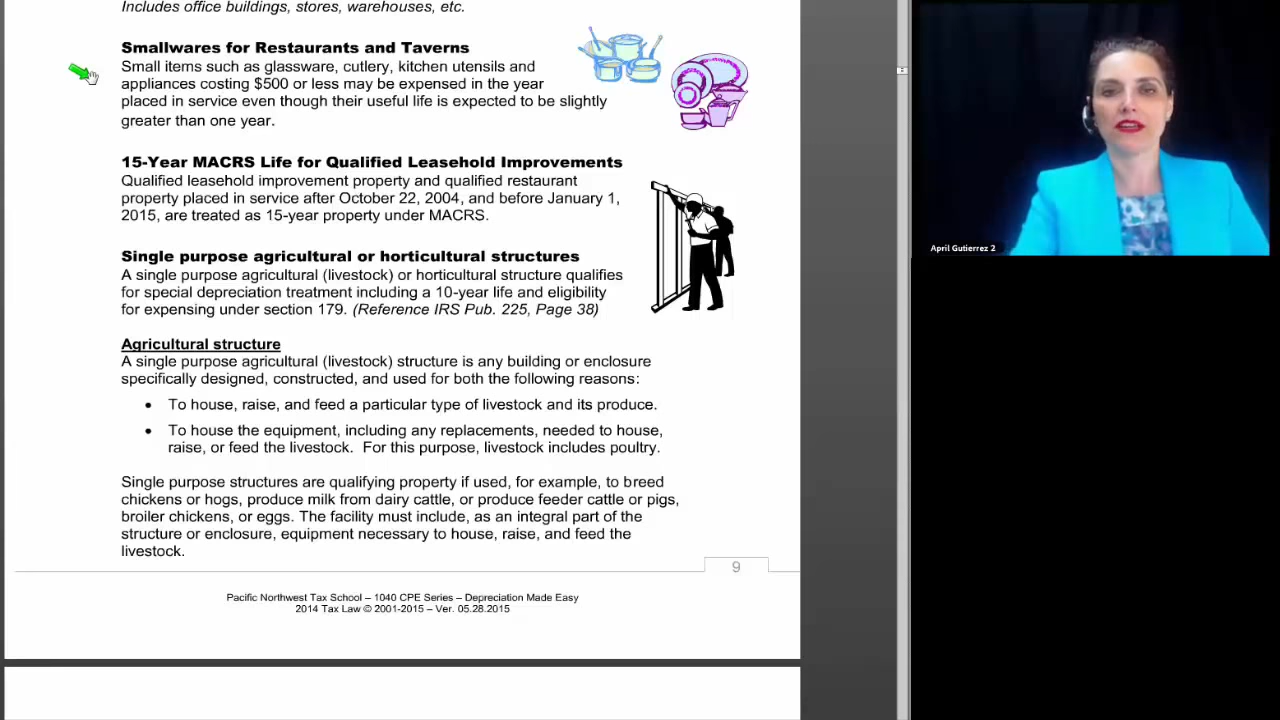 Includes office buildings, stores, warehouses, etc.
Smallwares for Restaurants and Taverns
Small items such as glassware, cutlery, kitchen utensils and
appliances costing $500 or less may be expensed in the year
placed in service even though their useful life is expected to be slightly
greater than one year.
15-Year MACRS Life for Qualified Leasehold Improvements
Qualified leasehold improvement property and qualified restaurant
property placed in service after October 22, 2004, and before January 1,
2015, are treated as 15-year property under MACRS.
Single purpose agricultural or horticultural structures
A single purpose agricultural (livestock) or horticultural structure qualifies
for special depreciation treatment including a 10-year life and eligibility
for expensing under section 179. (Reference IRS Pub. 225, Page 38)
Agricultural structure
A single purpose agricultural (livestock) structure is any building or enclosure
specifically designed, constructed, and used for both the following reasons:
• To house, raise, and feed a particular type of livestock and its produce.
• To house the equipment, including any replacements, needed to house,
raise, or feed the livestock. For this purpose, livestock includes poultry.
Single purpose structures are qualifying property if used, for example, to breed
chickens or hogs, produce milk from dairy cattle, or produce feeder cattle or pigs,
broiler chickens, or eggs. The facility must include, as an integral part of the
structure or enclosure, equipment necessary to house, raise, and feed the
livestock.
9
Pacific Northwest Tax School – 1040 CPE Series – Depreciation Made Easy
2014 Tax Law © 2001-2015 – Ver. 05.28.2015
April Gutierrez 2